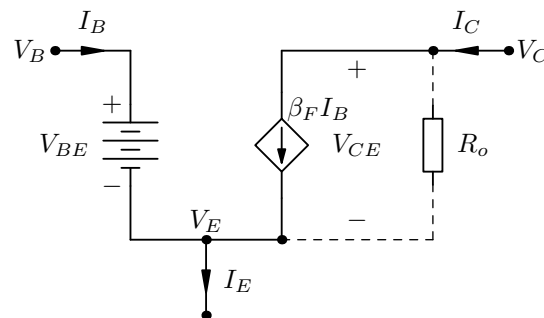 I_B
I_C
V_B
V_C
+
+
β_F I_B
V_BE
V_CE
R_o
−
−
V_E
I_E